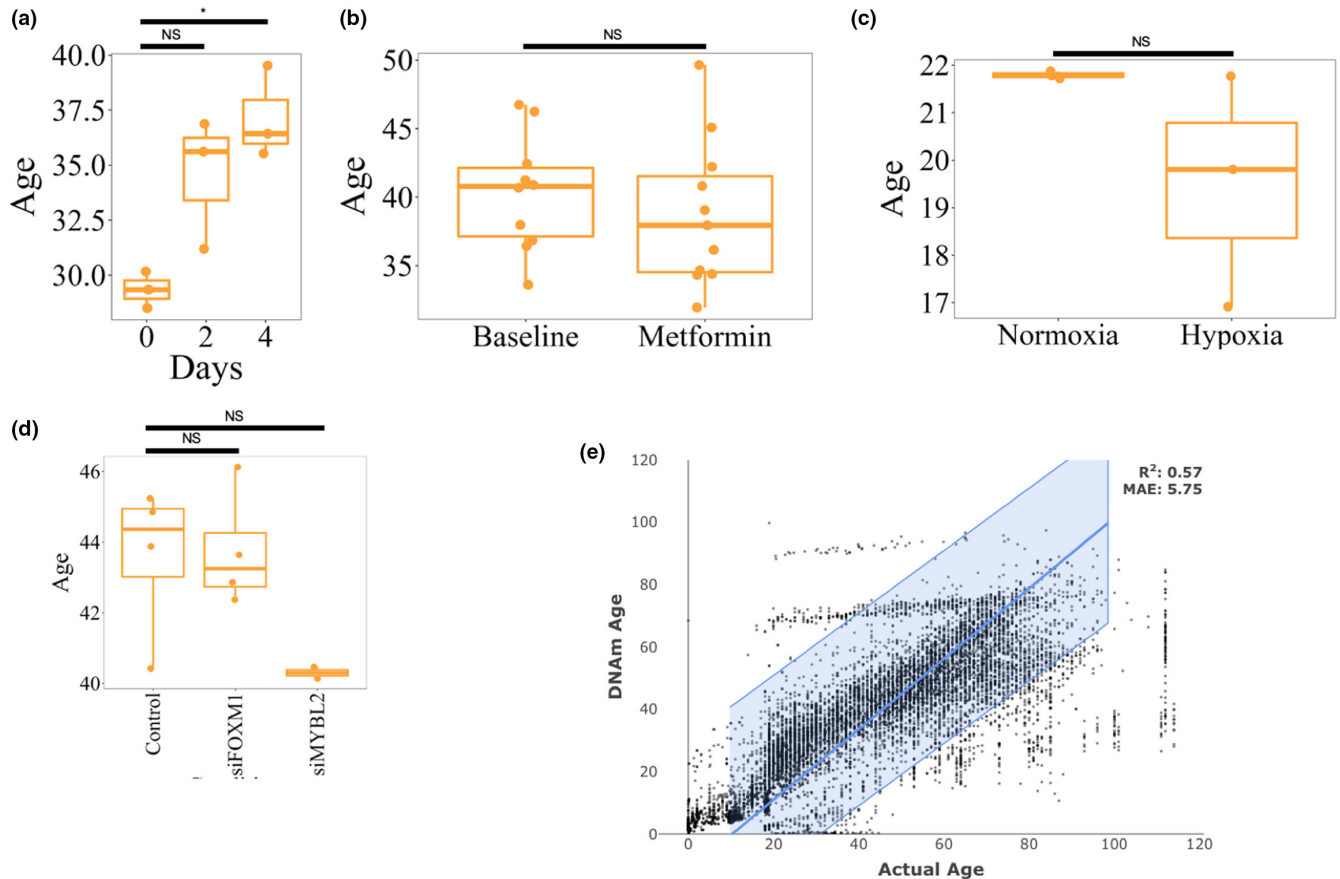 (a)
*
NS
40.0
37.5
35.0
32.5
30.0
Age
0 2 4
Days
(b)
NS
50
45
40
35
Age
Baseline Metformin
(c)
NS
22
21
20
19
18
17
Age
Normoxia Hypoxia
(d)
NS
NS
46
44
42
40
Age
Control
siFOXM1
siMYBL2
(e)
R²: 0.57
MAE: 5.75
120
100
80
60
40
20
0
DNAm Age
0 20 40 60 80 100 120
Actual Age